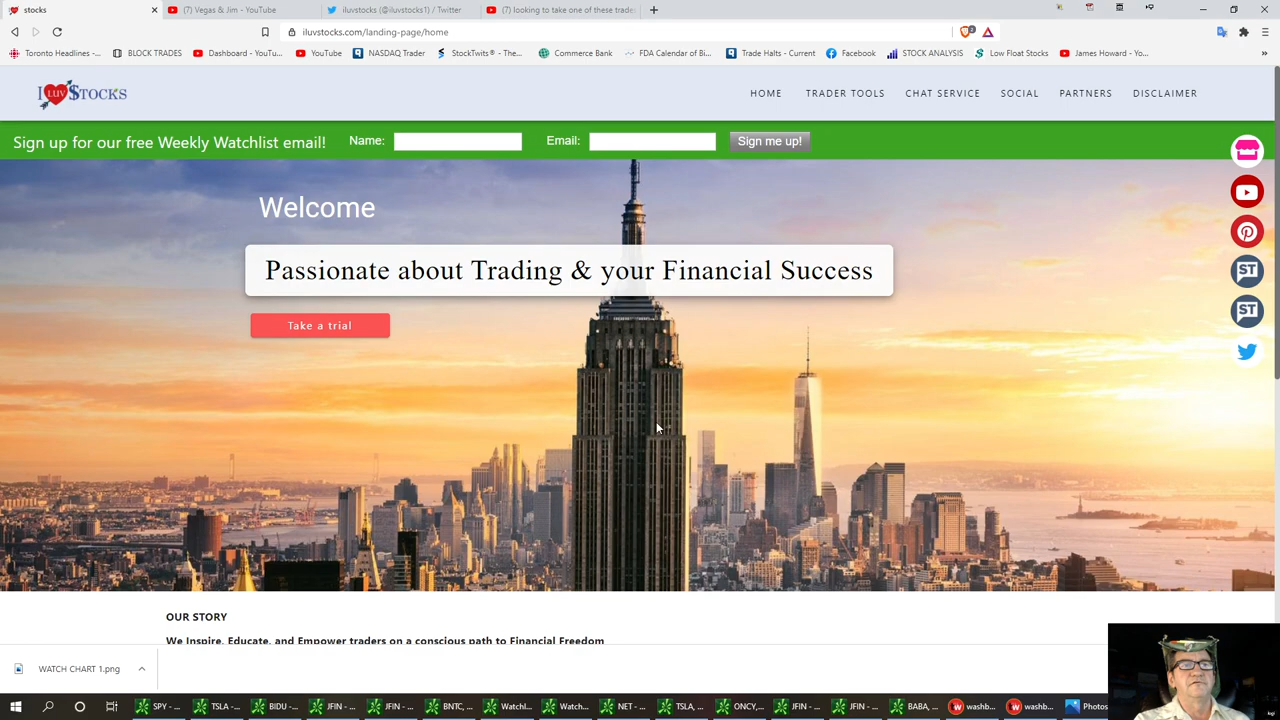 stocks
(7) Vegas & Jim - YouTube
iluvstocks (@iluvstocks1) / Twitter
(7) looking to take one of these trade
iluvstocks.com/landing-page/home
3
Toronto Headlines -...
BLOCK TRADES
Dashboard - YouTu...
YouTube
NASDAQ Trader
StockTwits® - The...
Commerce Bank
FDA Calendar of Bi...
Trade Halts - Current
Facebook
STOCK ANALYSIS
Low Float Stocks
James Howard - Yo...
I LUV $TOCKS
HOME
TRADER TOOLS
CHAT SERVICE
SOCIAL
PARTNERS
DISCLAIMER
Sign up for our free Weekly Watchlist email!
Name:
Email:
Sign me up!
Welcome
Passionate about Trading & your Financial Success
Take a trial
ST
ST
OUR STORY
We Inspire, Educate, and Empower traders on a conscious path to Financial Freedom
WATCH CHART 1.png
SPY -
TSLA -
BIDU -
JFIN -
JFIN -
BNTC,
Watchl
Watch
NET -
TSLA,
ONCY,
JFIN -
JFIN -
BABA,
washb
washb
Photos